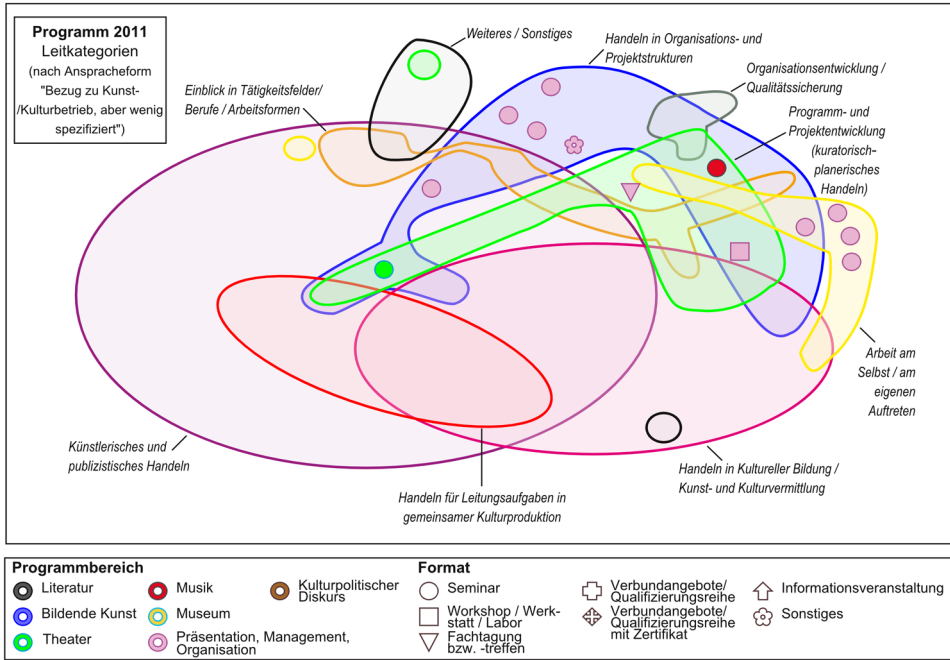 Programm 2011
Leitkategorien
(nach Anspracheform
"Bezug zu Kunst-
/Kulturbetrieb, aber wenig
spezifiziert")
Weiteres / Sonstiges
Handeln in Organisations- und
Projektstrukturen
Organisationsentwicklung /
Qualitätssicherung
Einblick in Tätigkeitsfelder/
Berufe / Arbeitsformen
Programm- und
Projektentwicklung
(kuratorisch-
planerisches
Handeln)
Arbeit am
Selbst / am
eigenen
Auftreten
Künstlerisches und
publizistisches Handeln
Handeln für Leitungsaufgaben in
gemeinsamer Kulturproduktion
Handeln in Kultureller Bildung /
Kunst- und Kulturvermittlung
Programmbereich
Literatur
Bildende Kunst
Theater
Musik
Museum
Präsentation, Management,
Organisation
Kulturpolitischer
Diskurs
Format
Seminar
Workshop / Werk-
statt / Labor
Fachtagung
bzw. -treffen
Verbundangebote/
Qualifizierungsreihe
Verbundangebote/
Qualifizierungsreihe
mit Zertifikat
Informationsveranstaltung
Sonstiges